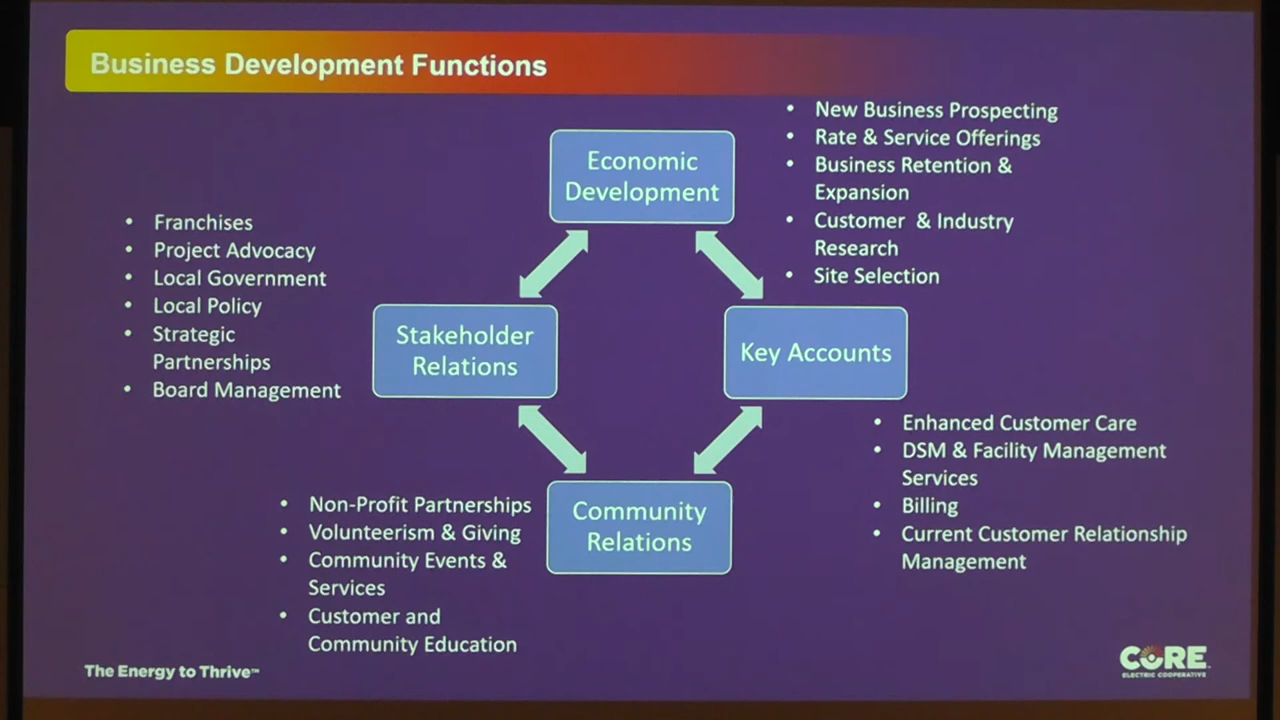 Business Development Functions
Economic
Development
• New Business Prospecting
• Rate & Service Offerings
• Business Retention &
Expansion
• Customer & Industry
Research
• Site Selection
• Franchises
• Project Advocacy
• Local Government
• Local Policy
• Strategic
Partnerships
• Board Management
Stakeholder
Relations
Key Accounts
• Enhanced Customer Care
• DSM & Facility Management
Services
• Billing
• Current Customer Relationship
Management
• Non-Profit Partnerships
• Volunteerism & Giving
• Community Events &
Services
• Customer and
Community Education
Community
Relations
The Energy to Thrive™
CORE™
ELECTRIC COOPERATIVE